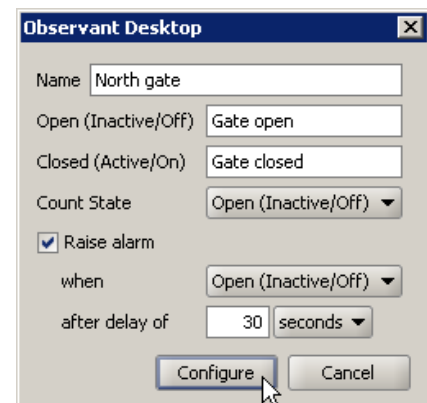 Observant Desktop
Name North gate
Open (Inactive/Off) Gate open
Closed (Active/On) Gate closed
Count State Open (Inactive/Off)
Raise alarm
when Open (Inactive/Off)
after delay of 30 seconds
Configure Cancel